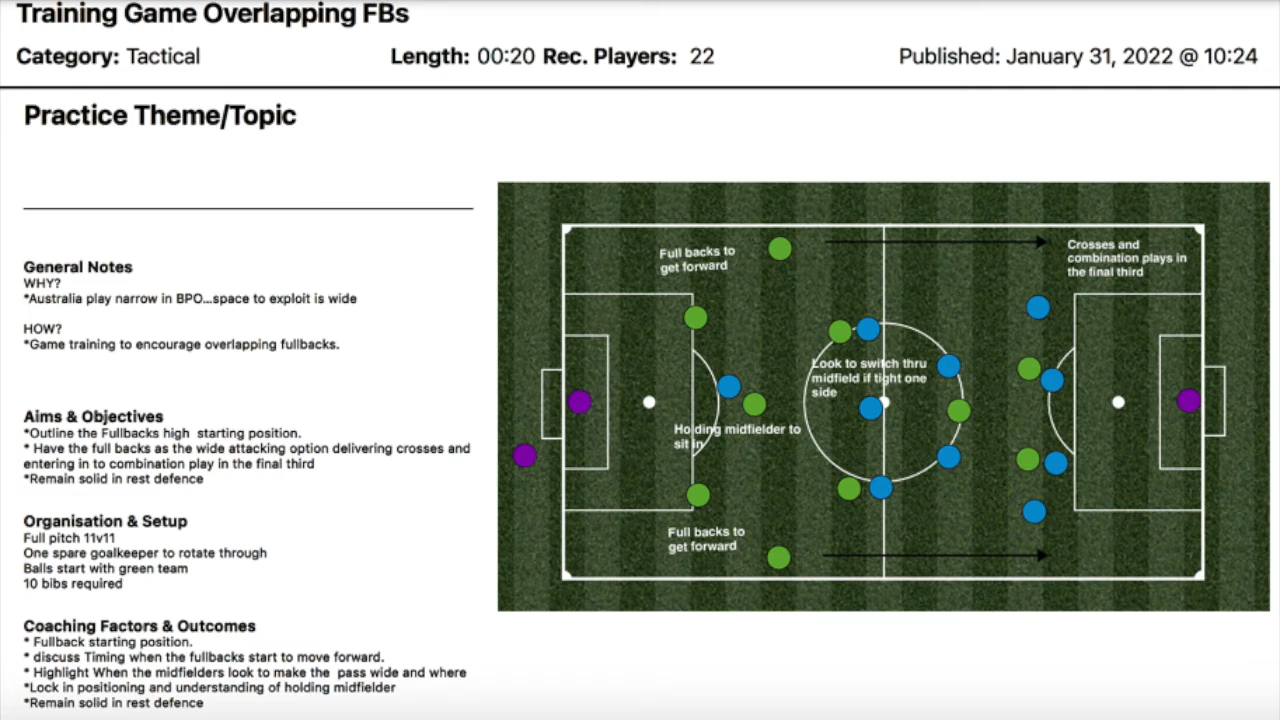 Training Game Overlapping FBs
Category: Tactical
Length: 00:20 Rec. Players: 22
Published: January 31, 2022 @ 10:24
Practice Theme/Topic
General Notes
WHY?
*Australia play narrow in BPO...space to exploit is wide
HOW?
*Game training to encourage overlapping fullbacks.
Aims & Objectives
*Outline the Fullbacks high starting position.
* Have the full backs as the wide attacking option delivering crosses and
entering in to combination play in the final third
*Remain solid in rest defence
Organisation & Setup
Full pitch 11v11
One spare goalkeeper to rotate through
Balls start with green team
10 bibs required
Coaching Factors & Outcomes
* Fullback starting position.
* discuss Timing when the fullbacks start to move forward.
* Highlight When the midfielders look to make the pass wide and where
*Lock in positioning and understanding of holding midfielder
*Remain solid in rest defence
Full backs to
get forward
Crosses and
combination plays in
the final third
Look to switch thru
midfield if tight one
side
Holding midfielder to
sit in
Full backs to
get forward